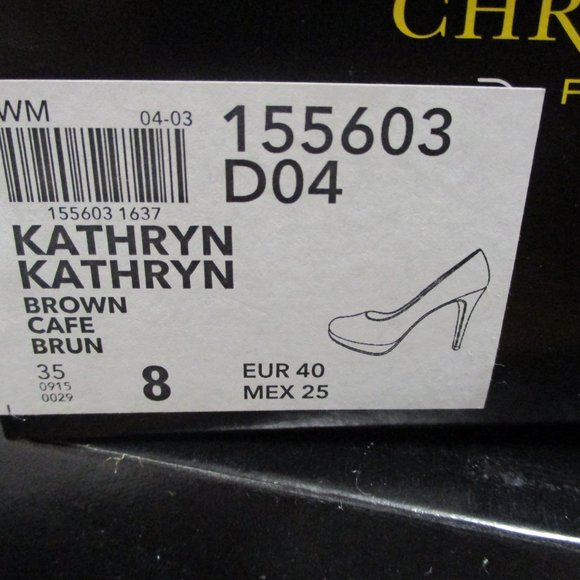 CHR
F
WM 04-03
155603
D04
155603 1637
KATHRYN
KATHRYN
BROWN
CAFE
BRUN
35
0915
0029
8
EUR 40
MEX 25